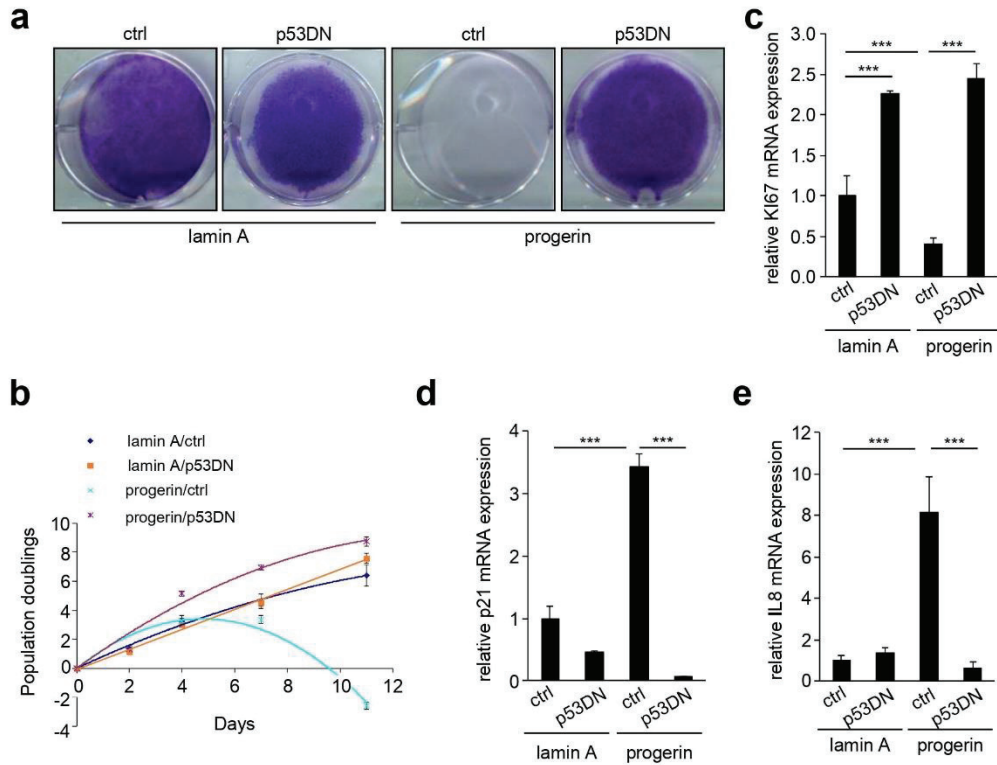 a
ctrl
p53DN
ctrl
p53DN
lamin A
progerin
b
lamin A/ctrl
lamin A/p53DN
progerin/ctrl
progerin/p53DN
Population doublings
10
8
6
4
2
0
-2
-4
0
2
4
6
8
10
12
Days
c
relative KI67 mRNA expression
3.0
2.5
2.0
1.5
1.0
0.5
0.0
***
***
***
ctrl
p53DN
ctrl
p53DN
lamin A
progerin
d
relative p21 mRNA expression
4
3
2
1
0
***
***
ctrl
p53DN
ctrl
p53DN
lamin A
progerin
e
relative IL8 mRNA expression
12
10
8
6
4
2
0
***
***
ctrl
p53DN
ctrl
p53DN
lamin A
progerin